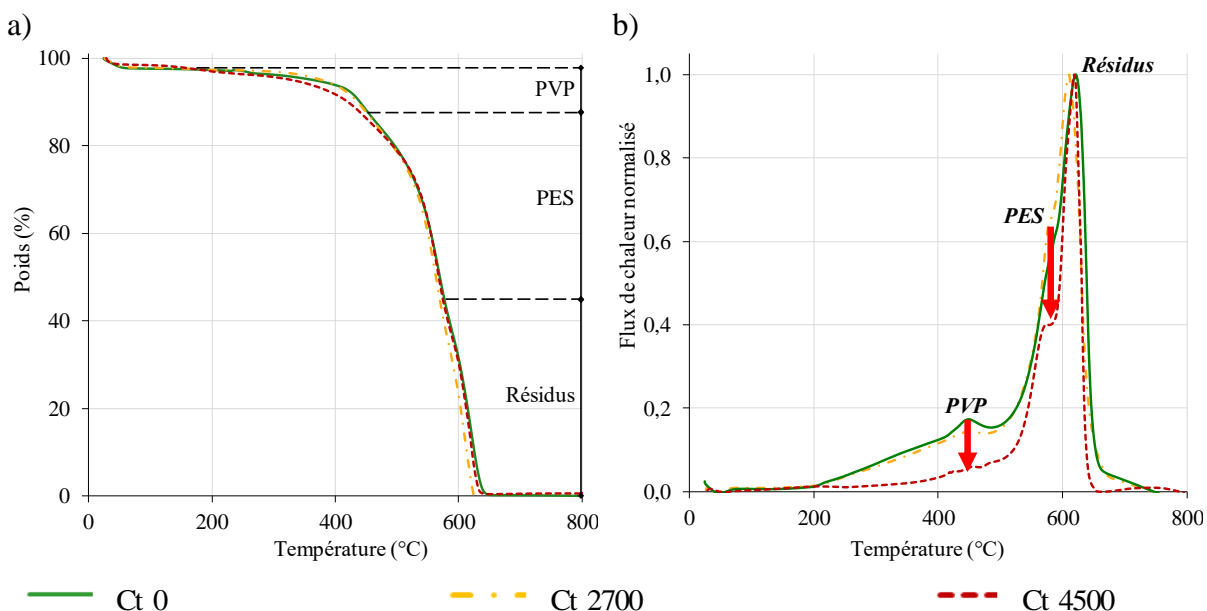 a)
100
80
60
40
20
0
Poids (%)
PVP
PES
Résidus
0 200 400 600 800
Température (°C)
b)
1,0
0,8
0,6
0,4
0,2
0,0
Flux de chaleur normalisé
Résidus
PES
PVP
0 200 400 600 800
Température (°C)
Ct 0 Ct 2700 Ct 4500